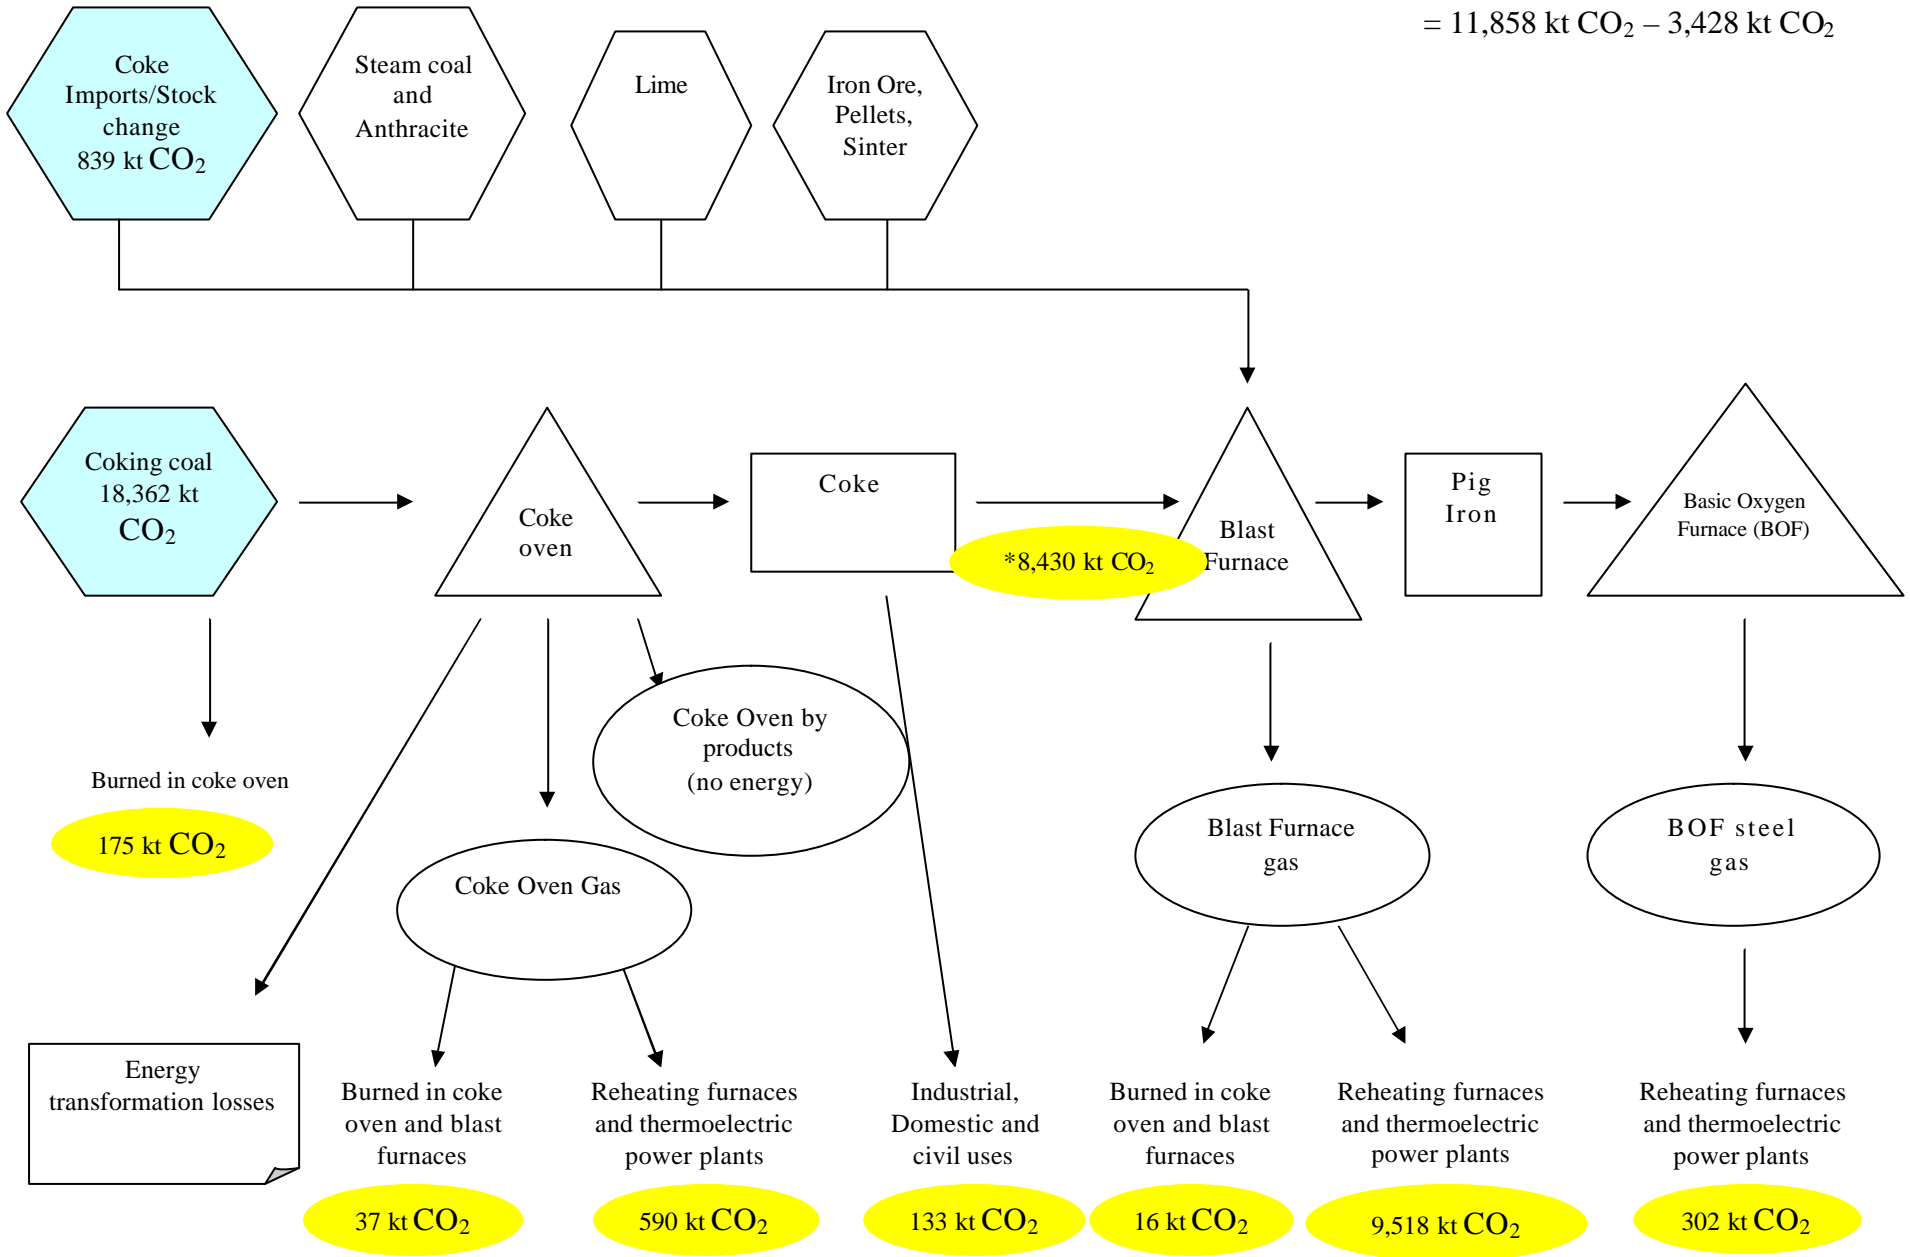 = 11,858 kt CO₂ – 3,428 kt CO₂
Coke
Imports/Stock
change
839 kt CO₂
Steam coal
and
Anthracite
Lime
Iron Ore,
Pellets,
Sinter
Coking coal
18,362 kt
CO₂
Coke
oven
Coke
*8,430 kt CO₂
Blast
Furnace
Pig
Iron
Basic Oxygen
Furnace (BOF)
Burned in coke oven
175 kt CO₂
Coke Oven by
products
(no energy)
Coke Oven Gas
Blast Furnace
gas
BOF steel
gas
Energy
transformation losses
Burned in coke
oven and blast
furnaces
37 kt CO₂
Reheating furnaces
and thermoelectric
power plants
590 kt CO₂
Industrial,
Domestic and
civil uses
133 kt CO₂
Burned in coke
oven and blast
furnaces
16 kt CO₂
Reheating furnaces
and thermoelectric
power plants
9,518 kt CO₂
Reheating furnaces
and thermoelectric
power plants
302 kt CO₂